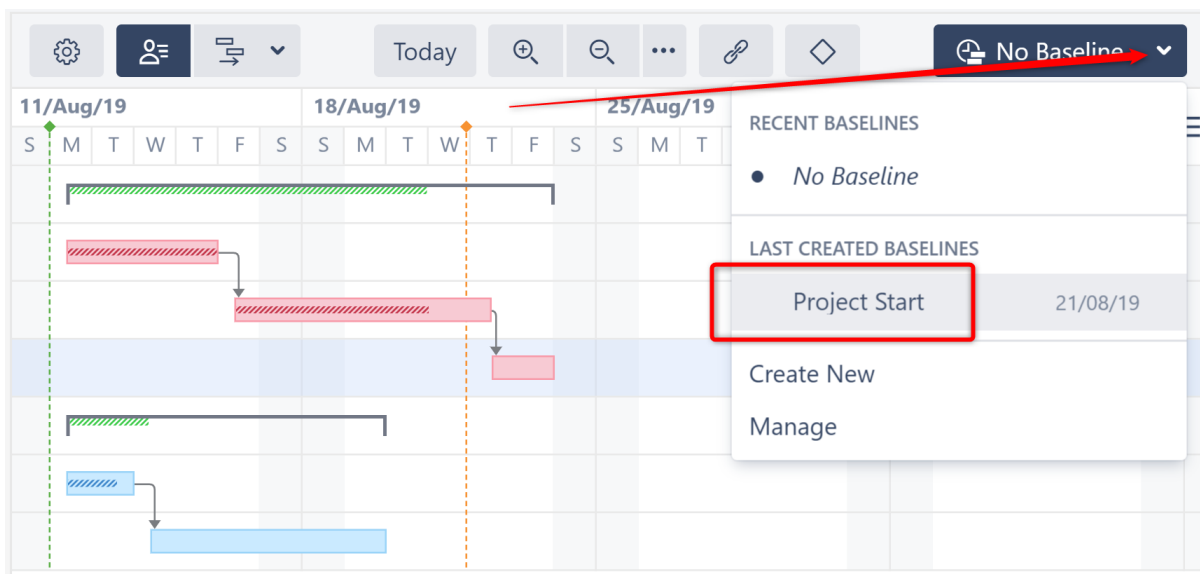 Today
No Baseline
11/Aug/19 18/Aug/19 25/Aug/19
S M T W T F S S M T W T F S S M T
RECENT BASELINES
No Baseline
LAST CREATED BASELINES
Project Start 21/08/19
Create New
Manage